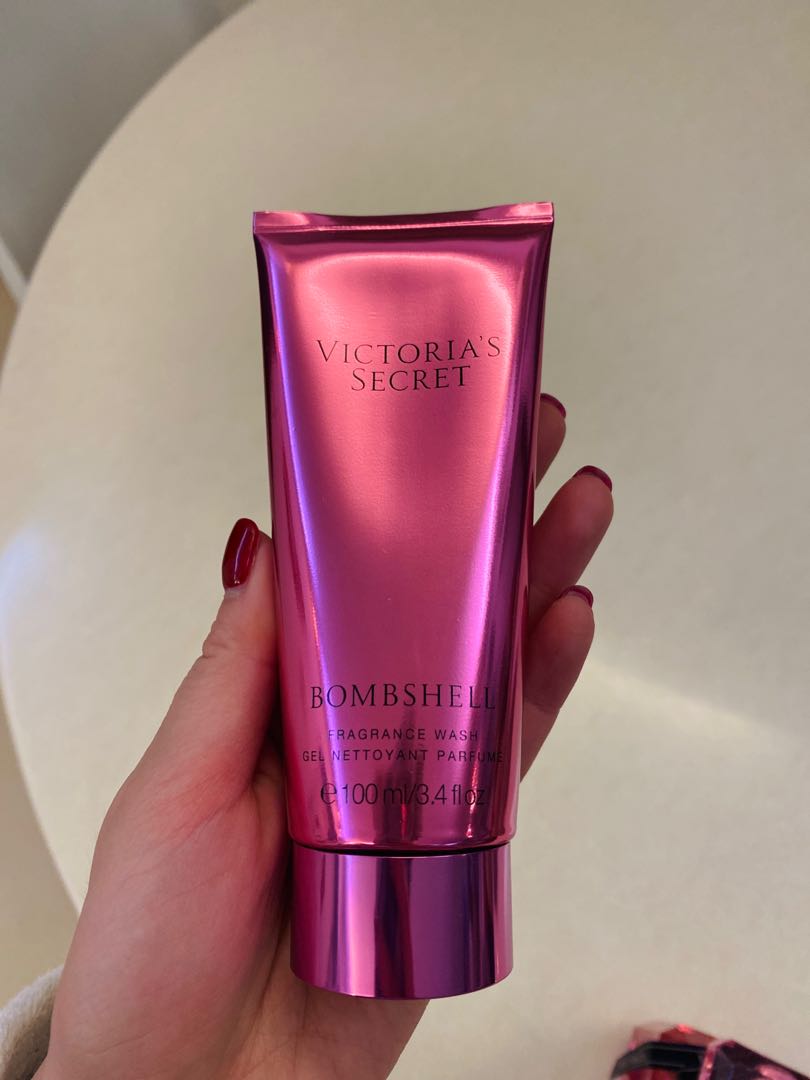 VICTORIA'S
SECRET
BOMBSHELL
FRAGRANCE WASH
GEL NETTOYANT PARFUMÉ
℮100 ml/3.4 fl oz